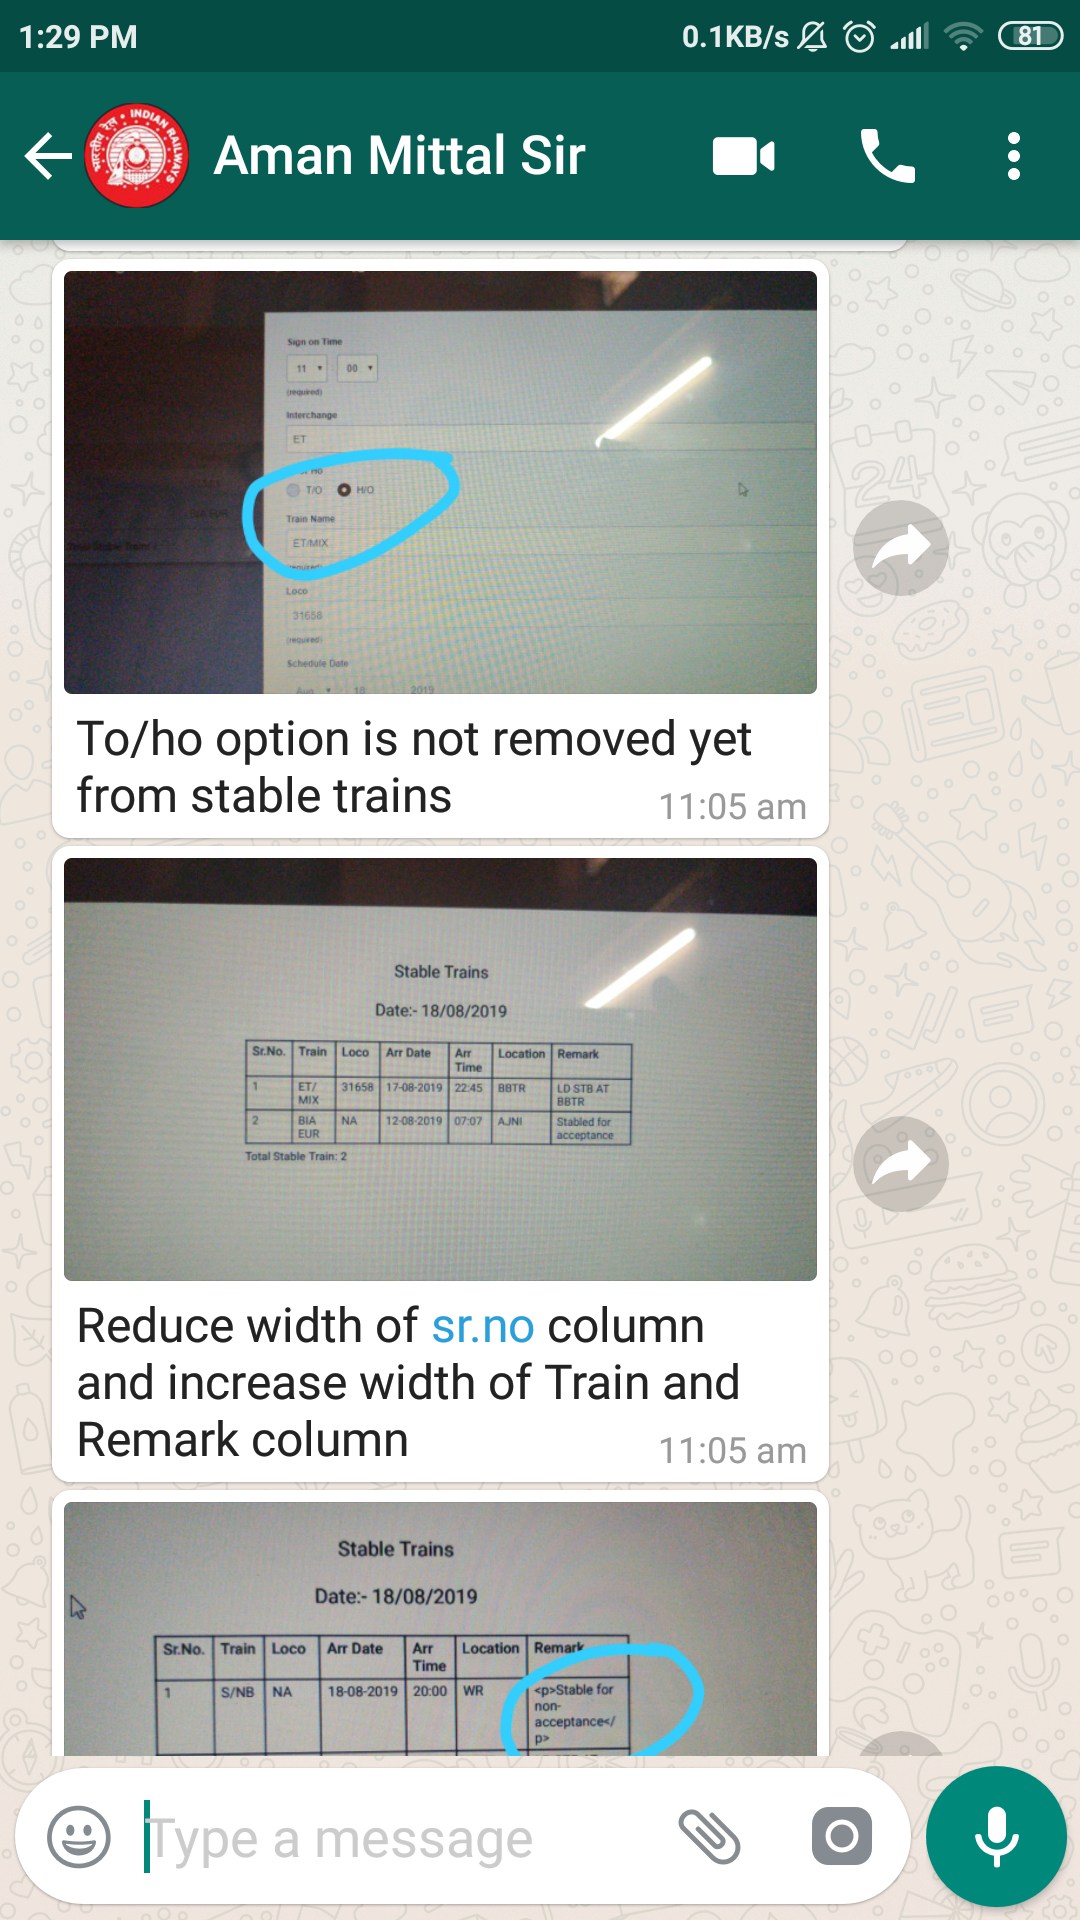 1:29 PM
0.1KB/s
81
भारतीय रेल • INDIAN RAILWAYS
Aman Mittal Sir
Sign on Time
11 00
(required)
Interchange
ET
T/O H/O
Train Name
ET/MIX
Loco
31658
(required)
Schedule Date
Aug 18 2019
To/ho option is not removed yet
from stable trains
11:05 am
Stable Trains
Date:- 18/08/2019
Sr.No. Train Loco Arr Date Arr Time Location Remark
1 ET/ MIX 31658 17-08-2019 22:45 BBTR LD STB AT BBTR
2 BIA EUR NA 12-08-2019 07:07 AJNI Stabled for acceptance
Total Stable Train: 2
Reduce width of sr.no column
and increase width of Train and
Remark column
11:05 am
Stable Trains
Date:- 18/08/2019
Sr.No. Train Loco Arr Date Arr Time Location Remark
1 S/NB NA 18-08-2019 20:00 WR <p>Stable for non- acceptance</ p>
Type a message